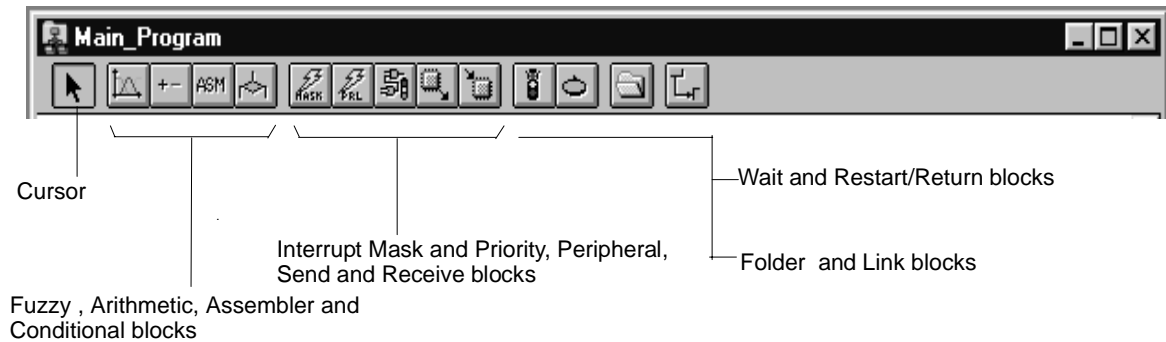 Main_Program
+- ASM MASK PRL
Cursor
Wait and Restart/Return blocks
Interrupt Mask and Priority, Peripheral,
Send and Receive blocks
Folder and Link blocks
Fuzzy , Arithmetic, Assembler and
Conditional blocks